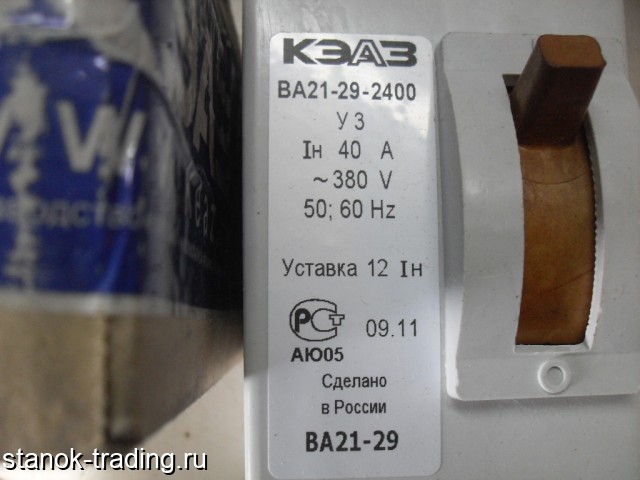 КЭАЗ
ВА21-29-2400
У3
Iн 40 А
~380 V
50; 60 Hz
Уставка 12 Iн
РСТ 09.11
АЮ05
Сделано
в России
ВА21-29
stanok-trading.ru